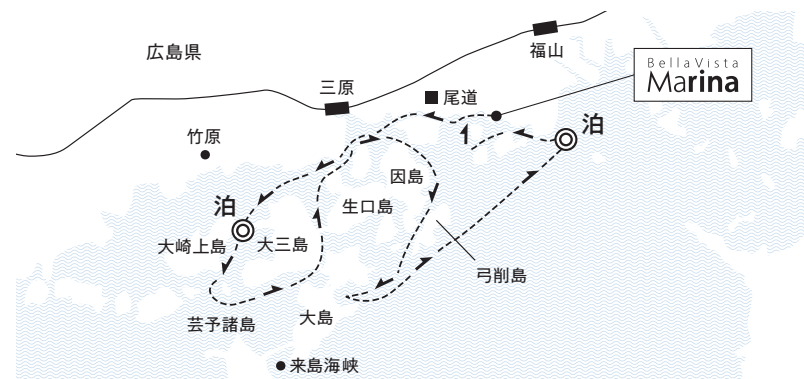 広島県
福山
BellaVista
Marina
三原
尾道
竹原
泊
因島
生口島
泊
大崎上島
大三島
弓削島
芸予諸島
大島
来島海峡